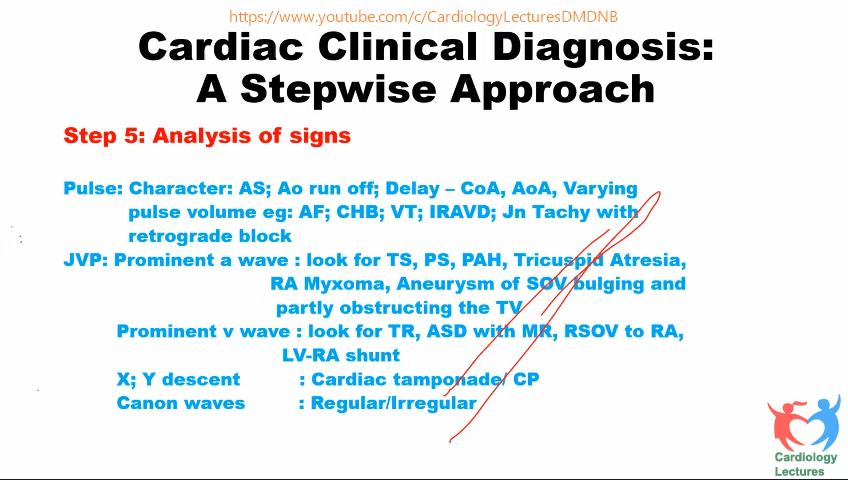 https://www.youtube.com/c/CardiologyLecturesDMDNB
Cardiac Clinical Diagnosis:
A Stepwise Approach
Step 5: Analysis of signs
Pulse: Character: AS; Ao run off; Delay – CoA, AoA, Varying
pulse volume eg: AF; CHB; VT; IRAVD; Jn Tachy with
retrograde block
JVP: Prominent a wave : look for TS, PS, PAH, Tricuspid Atresia,
RA Myxoma, Aneurysm of SOV bulging and
partly obstructing the TV
Prominent v wave : look for TR, ASD with MR, RSOV to RA,
LV-RA shunt
X; Y descent : Cardiac tamponade/ CP
Canon waves : Regular/Irregular
Cardiology
Lectures